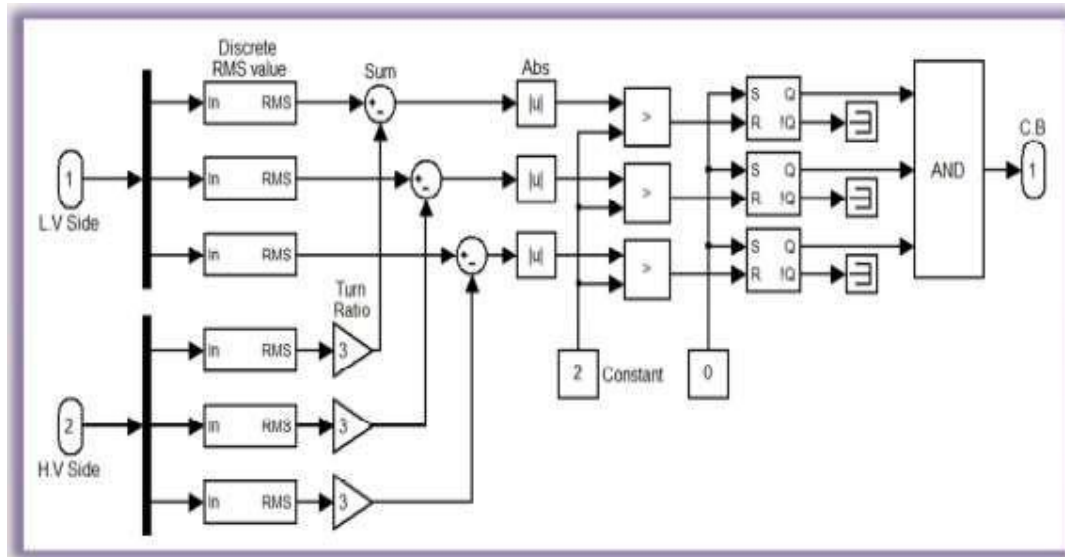 Discrete
RMS value
Sum
Abs
In RMS
+
-
|u|
>
S Q
R !Q
C.B
1
AND
1
L.V Side
In RMS
+
-
|u|
>
S Q
R !Q
In RMS
+
-
|u|
>
S Q
R !Q
Turn
Ratio
In RMS
3
2
Constant
0
2
H.V Side
In RMS
3
In RMS
3